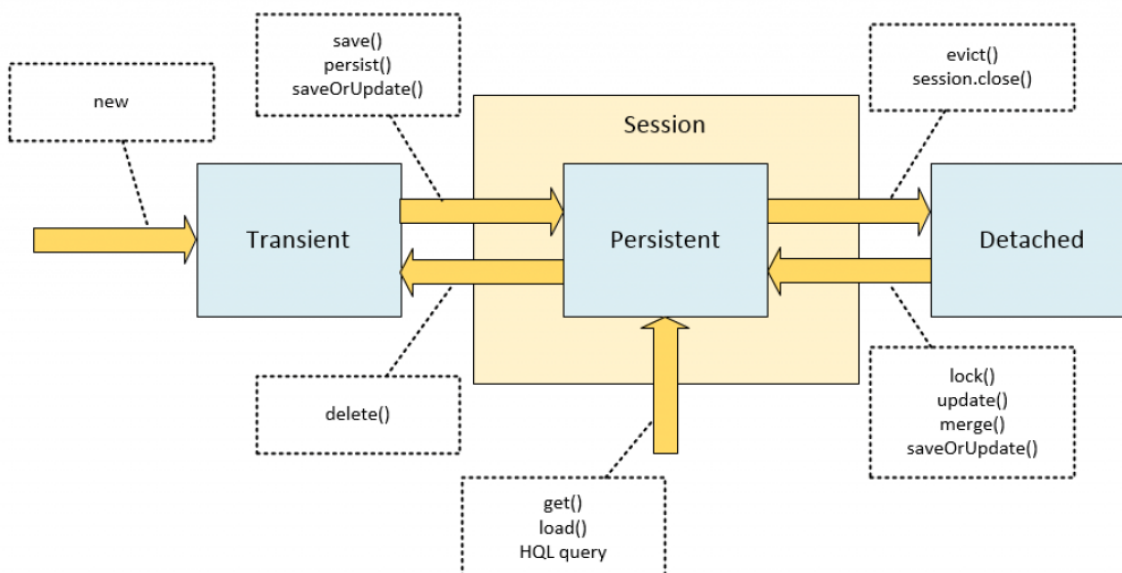 save()
persist()
saveOrUpdate()
evict()
session.close()
new
Session
Transient
Persistent
Detached
delete()
lock()
update()
merge()
saveOrUpdate()
get()
load()
HQL query